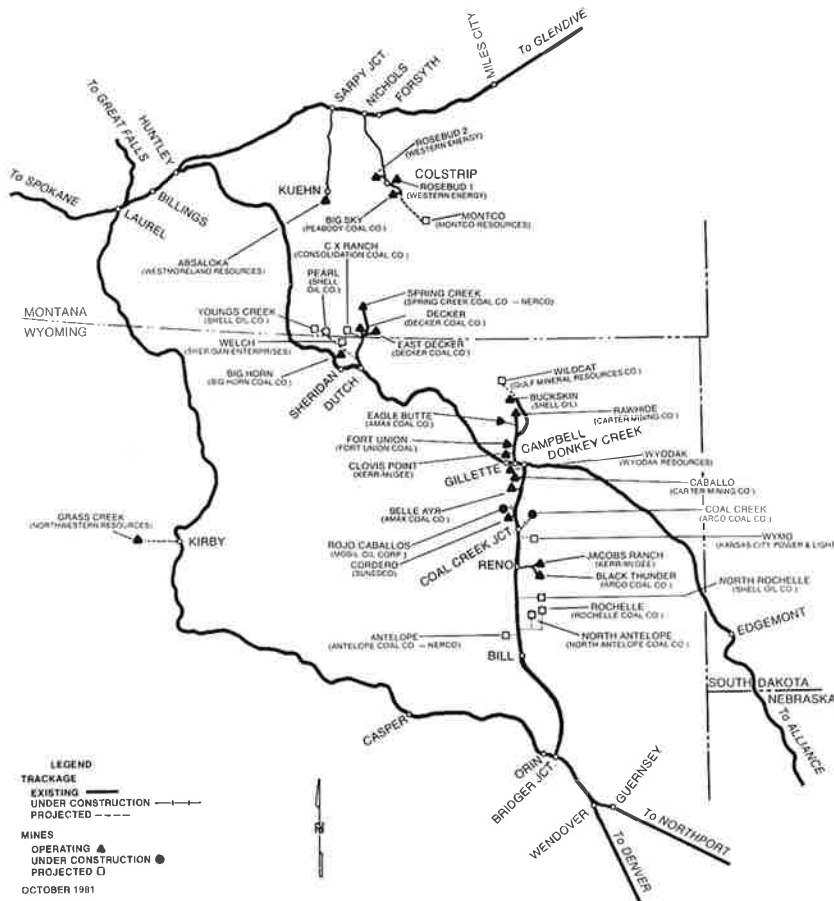 To GLENDIVE
MILES CITY
SARPY JCT.
NICHOLS
FORSYTH
To GREAT FALLS
HUNTLEY
ROSEBUD 2
(WESTERN ENERGY)
COLSTRIP
To SPOKANE
KUEHN
ROSEBUD 1
(WESTERN ENERGY)
BILLINGS
LAUREL
BIG SKY
(PEABODY COAL CO.)
MONTCO
(MONTCO RESOURCES)
ABSALOKA
(WESTMORELAND RESOURCES)
C X RANCH
(CONSOLIDATION COAL CO.)
PEARL
(SHELL
OIL CO.)
SPRING CREEK
(SPRING CREEK COAL CO. — NERCO)
MONTANA
WYOMING
YOUNGS CREEK
(SHELL OIL CO.)
DECKER
(DECKER COAL CO.)
WELCH
(SHERIDAN ENTERPRISES)
EAST DECKER
(DECKER COAL CO.)
BIG HORN
(BIG HORN COAL CO.)
SHERIDAN
DUTCH
WILDCAT
(GULF MINERAL RESOURCES CO.)
BUCKSKIN
(SHELL OIL)
EAGLE BUTTE
(AMAX COAL CO.)
RAWHIDE
(CARTER MINING CO.)
FORT UNION
(FORT UNION COAL)
CAMPBELL
DONKEY CREEK
CLOVIS POINT
(KERR-McGEE)
GILLETTE
WYODAK
(WYODAK RESOURCES)
CABALLO
(CARTER MINING CO.)
BELLE AYR
(AMAX COAL CO.)
GRASS CREEK
(NORTHWESTERN RESOURCES)
KIRBY
COAL CREEK
(ARCO COAL CO.)
ROJO CABALLOS
(MOBIL OIL CORP.)
COAL CREEK JCT.
WYMO
(KANSAS CITY POWER & LIGHT
CORDERO
(SUNEDCO)
RENO
JACOBS RANCH
(KERR-McGEE)
BLACK THUNDER
(ARCO COAL CO.)
NORTH ROCHELLE
(SHELL OIL CO.)
ROCHELLE
(ROCHELLE COAL CO.)
ANTELOPE
(ANTELOPE COAL CO. — NERCO)
NORTH ANTELOPE
(NORTH ANTELOPE COAL CO.)
EDGEMONT
BILL
SOUTH DAKOTA
NEBRASKA
CASPER
To ALLIANCE
ORIN
BRIDGER JCT.
GUERNSEY
WENDOVER
To NORTHPORT
To DENVER
LEGEND
TRACKAGE
EXISTING
UNDER CONSTRUCTION
PROJECTED
N
MINES
OPERATING
UNDER CONSTRUCTION
PROJECTED
OCTOBER 1981